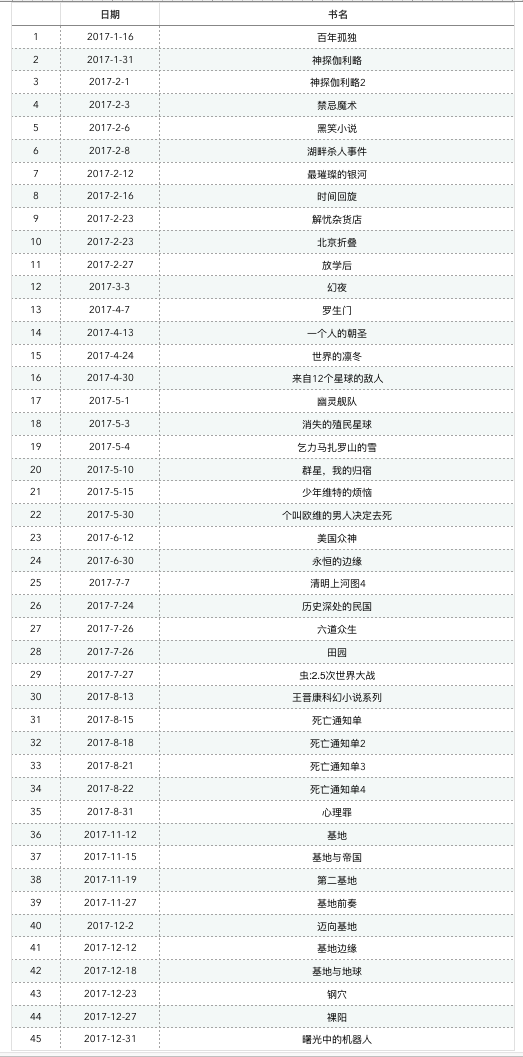 日期 书名
1 2017-1-16 百年孤独
2 2017-1-31 神探伽利略
3 2017-2-1 神探伽利略2
4 2017-2-3 禁忌魔术
5 2017-2-6 黑笑小说
6 2017-2-8 湖畔杀人事件
7 2017-2-12 最璀璨的银河
8 2017-2-16 时间回旋
9 2017-2-23 解忧杂货店
10 2017-2-23 北京折叠
11 2017-2-27 放学后
12 2017-3-3 幻夜
13 2017-4-7 罗生门
14 2017-4-13 一个人的朝圣
15 2017-4-24 世界的凛冬
16 2017-4-30 来自12个星球的敌人
17 2017-5-1 幽灵舰队
18 2017-5-3 消失的殖民星球
19 2017-5-4 乞力马扎罗山的雪
20 2017-5-10 群星，我的归宿
21 2017-5-15 少年维特的烦恼
22 2017-5-30 个叫欧维的男人决定去死
23 2017-6-12 美国众神
24 2017-6-30 永恒的边缘
25 2017-7-7 清明上河图4
26 2017-7-24 历史深处的民国
27 2017-7-26 六道众生
28 2017-7-26 田园
29 2017-7-27 虫:2.5次世界大战
30 2017-8-13 王晋康科幻小说系列
31 2017-8-15 死亡通知单
32 2017-8-18 死亡通知单2
33 2017-8-21 死亡通知单3
34 2017-8-22 死亡通知单4
35 2017-8-31 心理罪
36 2017-11-12 基地
37 2017-11-15 基地与帝国
38 2017-11-19 第二基地
39 2017-11-27 基地前奏
40 2017-12-2 迈向基地
41 2017-12-12 基地边缘
42 2017-12-18 基地与地球
43 2017-12-23 钢穴
44 2017-12-27 裸阳
45 2017-12-31 曙光中的机器人